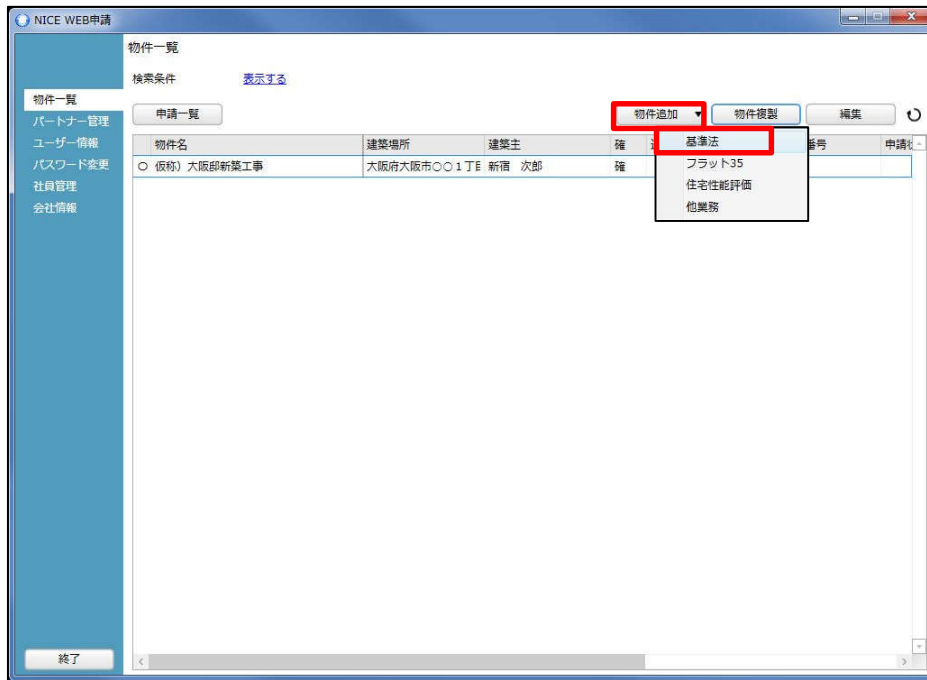 NICE WEB申請
物件一覧
検索条件 表示する
物件一覧
パートナー管理
ユーザー情報
パスワード変更
社員管理
会社情報
申請一覧 物件追加 ▼ 物件複製 編集
物件名 建築場所 建築主 確 番号 申請
○ 仮称）大阪邸新築工事 大阪府大阪市○○１丁目 新宿 次郎 確
基準法
フラット35
住宅性能評価
他業務
終了